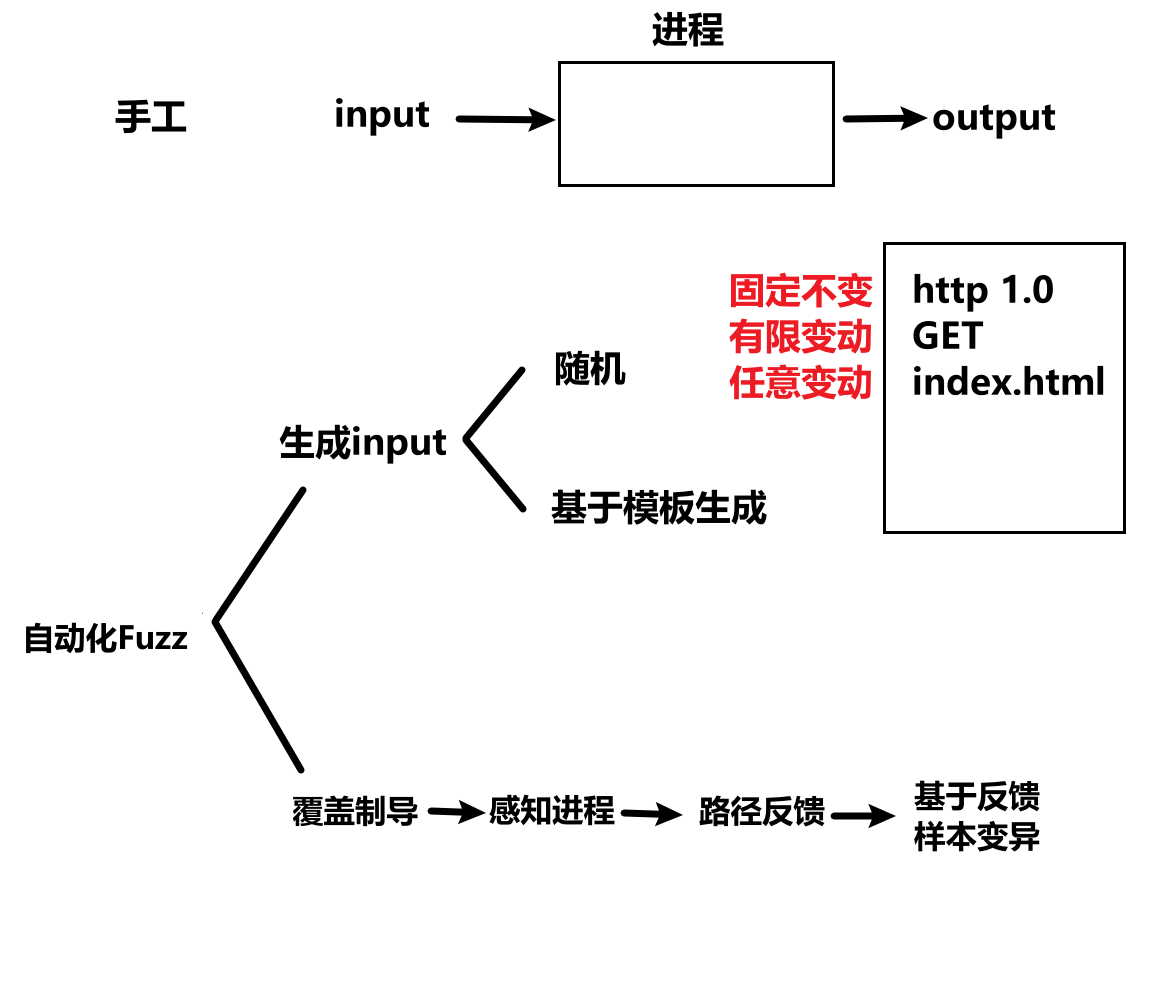 进程
手工
input
output
固定不变
http 1.0
有限变动
GET
任意变动
index.html
随机
生成input
基于模板生成
自动化Fuzz
覆盖制导
感知进程
路径反馈
基于反馈
样本变异